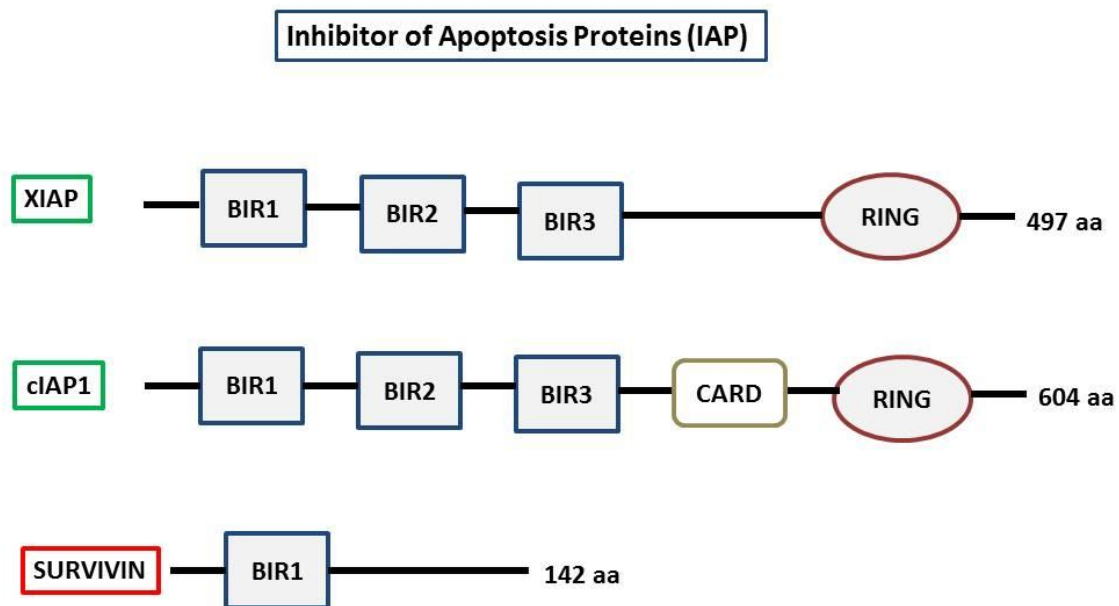 Inhibitor of Apoptosis Proteins (IAP)
XIAP BIR1 BIR2 BIR3 RING 497 aa
cIAP1 BIR1 BIR2 BIR3 CARD RING 604 aa
SURVIVIN BIR1 142 aa